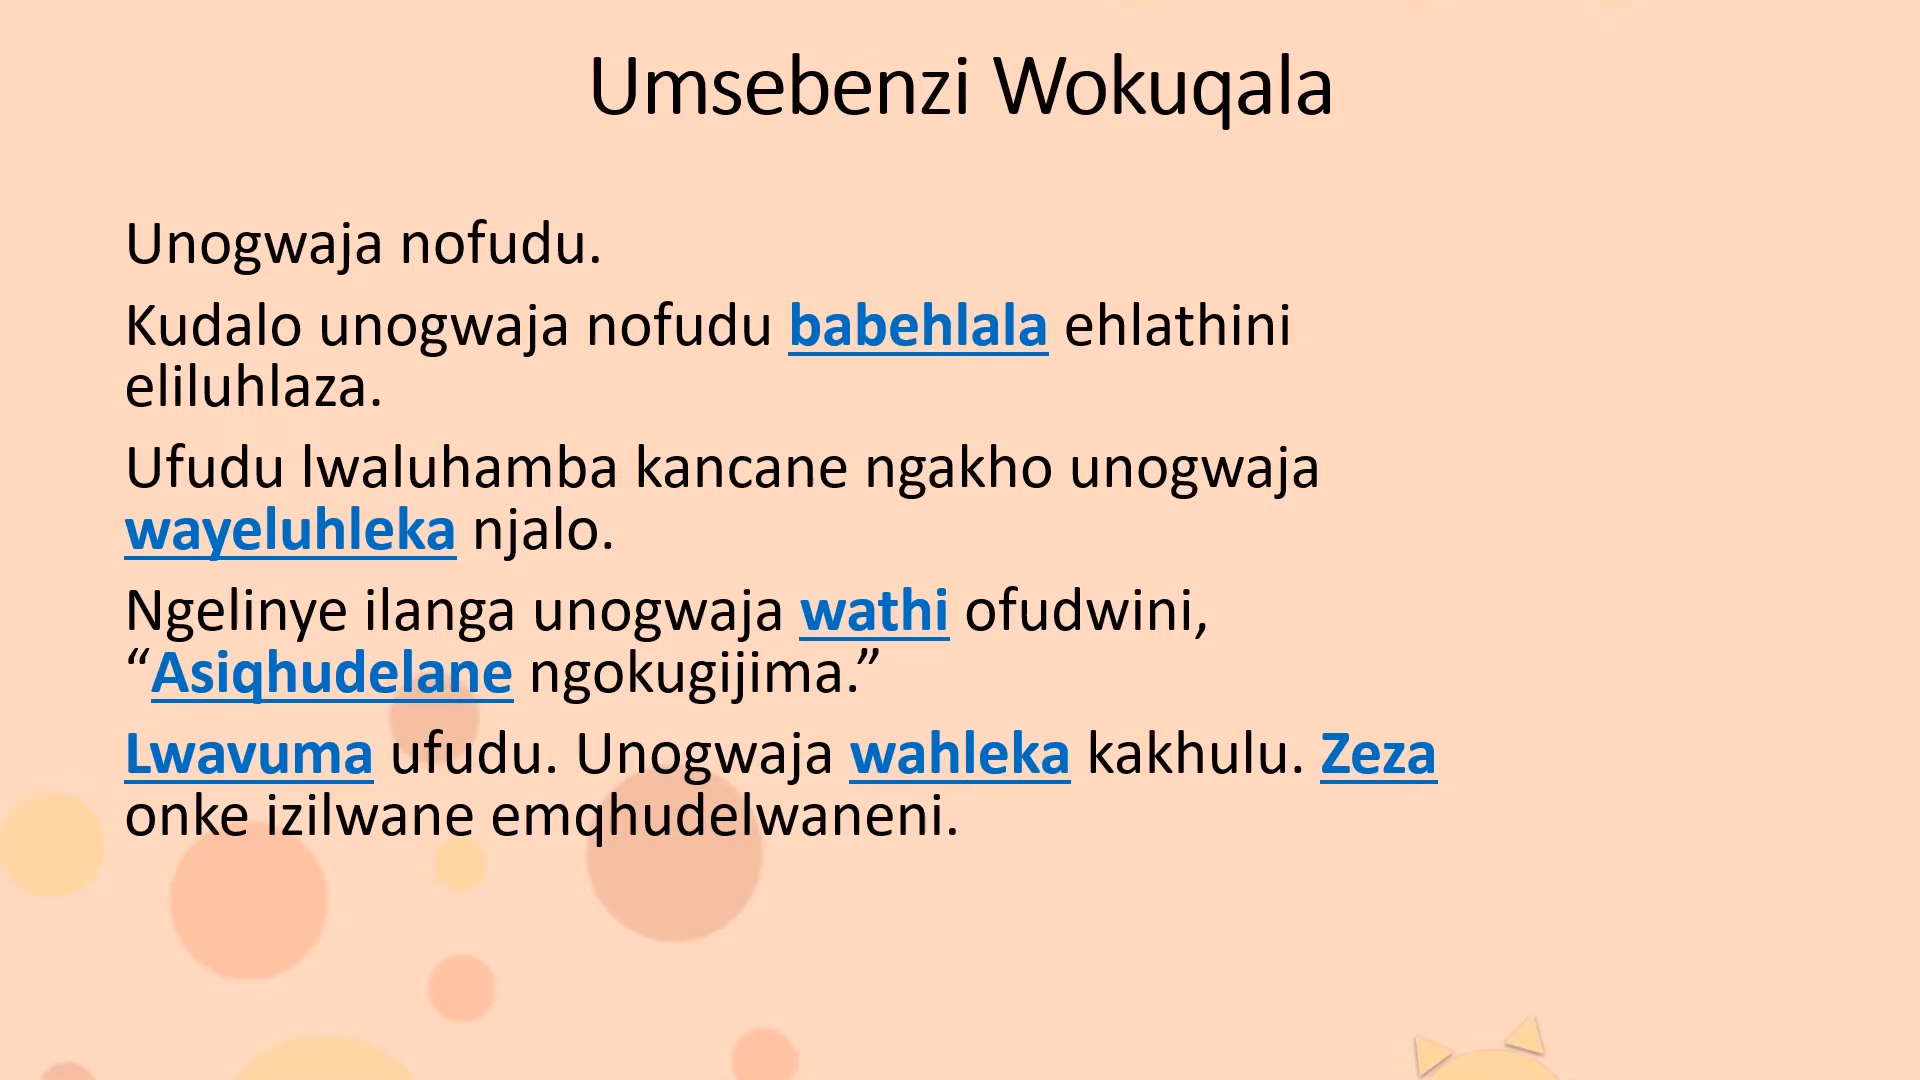 Umsebenzi Wokuqala
Unogwaja nofudu.
Kudalo unogwaja nofudu babehlala ehlathini
eliluhlaza.
Ufudu lwaluhamba kancane ngakho unogwaja
wayeluhleka njalo.
Ngelinye ilanga unogwaja wathi ofudwini,
“Asiqhudelane ngokugijima.”
Lwavuma ufudu. Unogwaja wahleka kakhulu. Zeza
onke izilwane emqhudelwaneni.